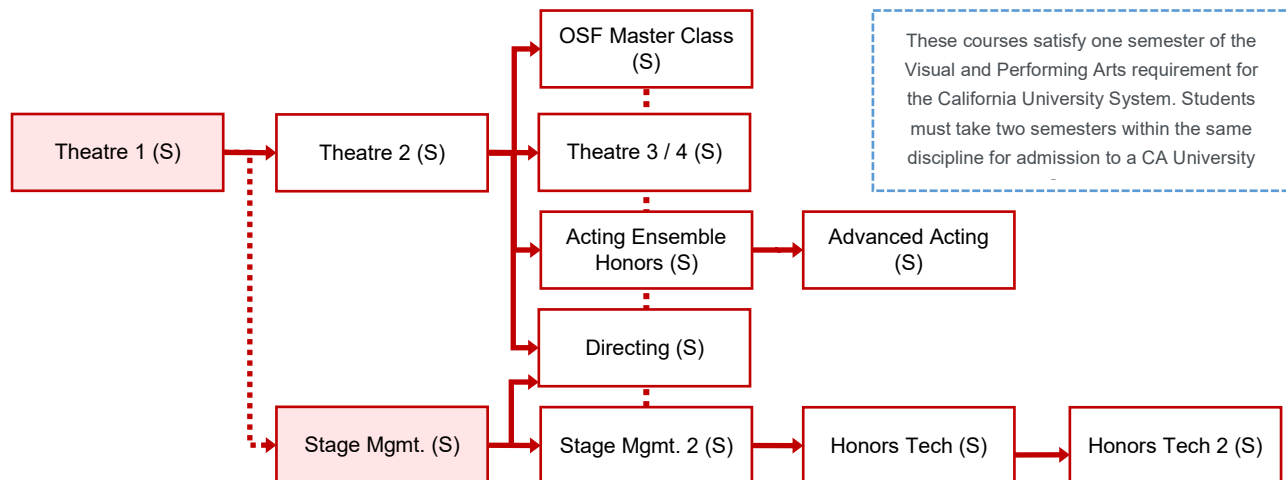 OSF Master Class
(S)
These courses satisfy one semester of the
Visual and Performing Arts requirement for
the California University System. Students
must take two semesters within the same
discipline for admission to a CA University
Theatre 1 (S)
Theatre 2 (S)
Theatre 3 / 4 (S)
Acting Ensemble
Honors (S)
Advanced Acting
(S)
Directing (S)
Stage Mgmt. (S)
Stage Mgmt. 2 (S)
Honors Tech (S)
Honors Tech 2 (S)